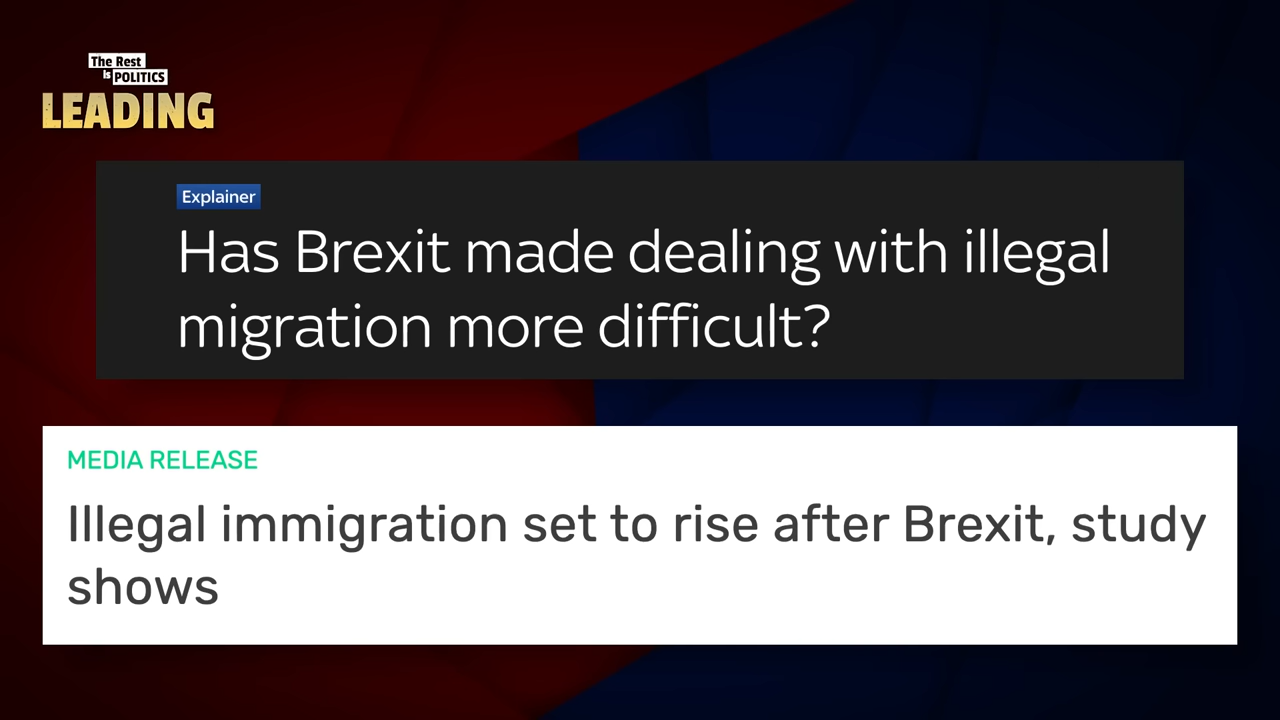 The Rest
is POLITICS
LEADING
Explainer
Has Brexit made dealing with illegal
migration more difficult?
MEDIA RELEASE
Illegal immigration set to rise after Brexit, study
shows